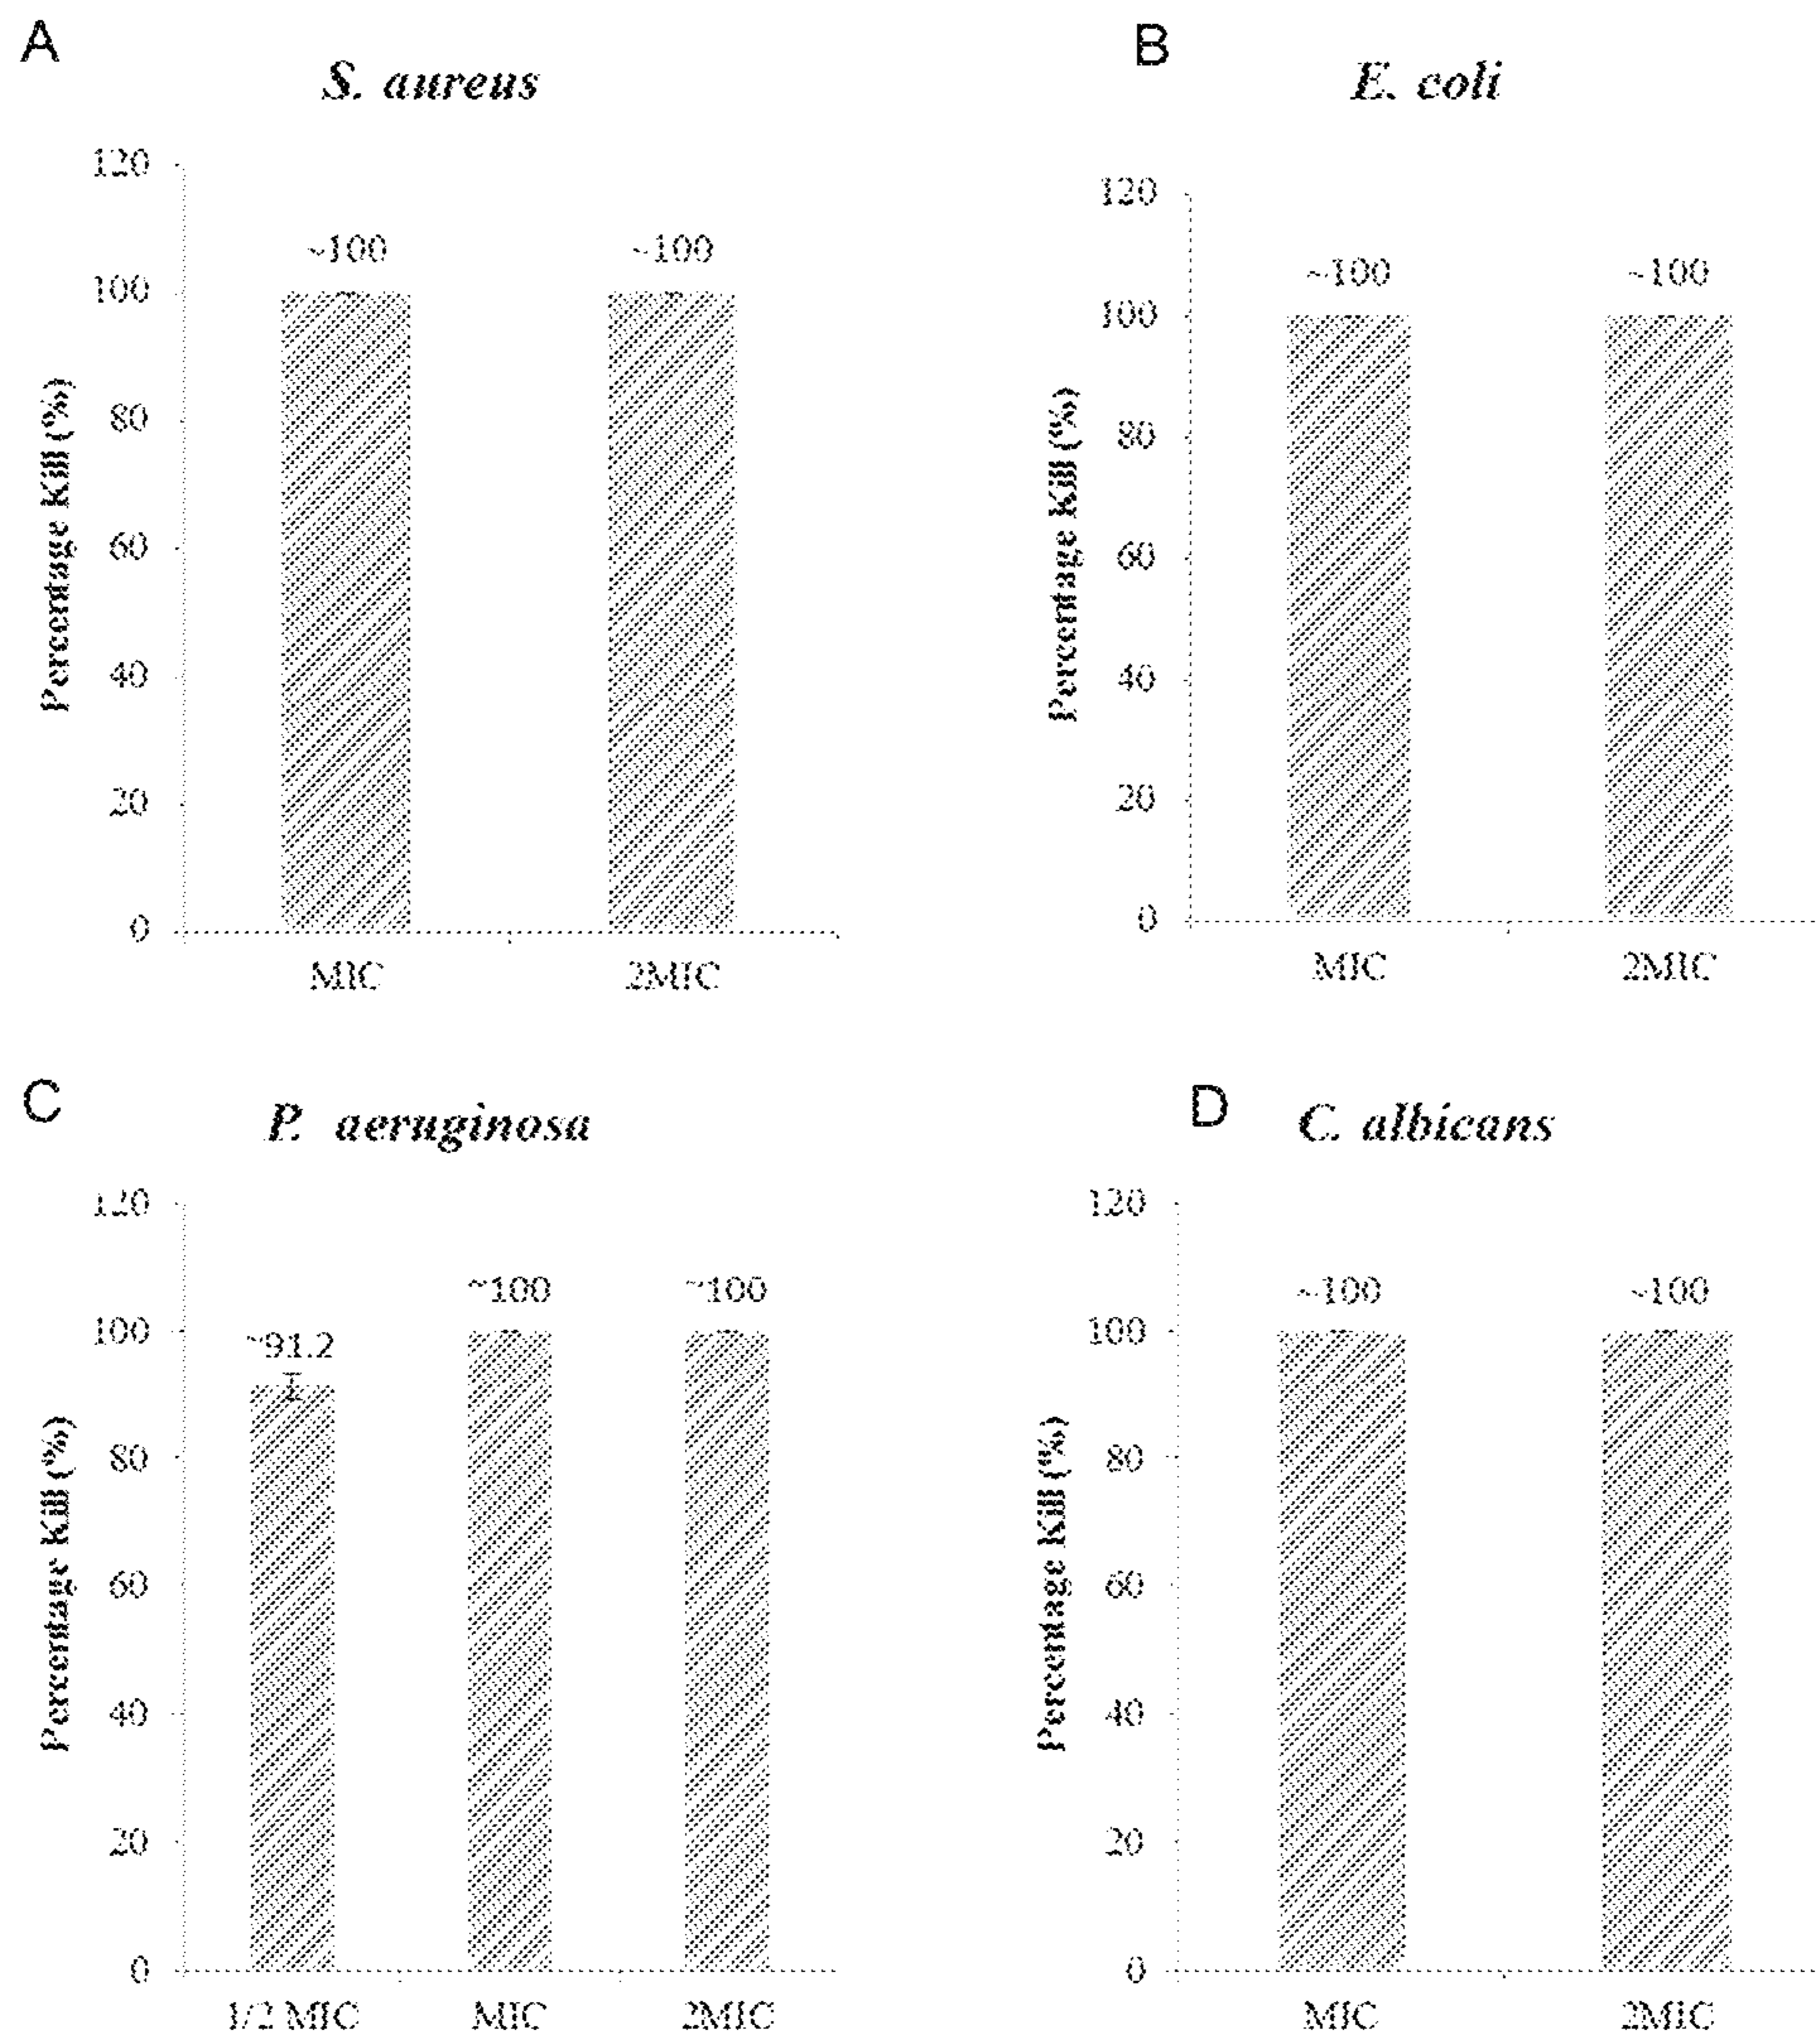 A
S. aureus
120
100
80
60
40
20
0
Percentage Kill (%)
~100
~100
MIC
2MIC
B
E. coli
120
100
80
60
40
20
0
Percentage Kill (%)
~100
~100
MIC
2MIC
C
P. aeruginosa
120
100
80
60
40
20
0
Percentage Kill (%)
~91.2
~100
~100
1/2 MIC
MIC
2MIC
D
C. albicans
120
100
80
60
40
20
0
Percentage Kill (%)
~100
~100
MIC
2MIC